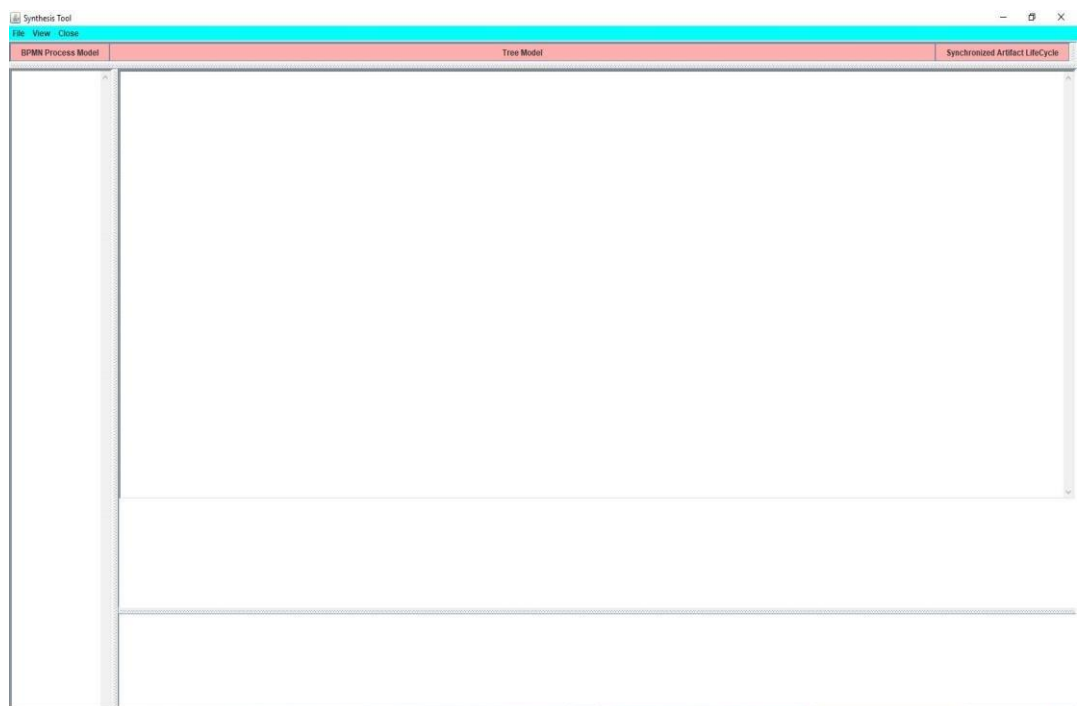 Synthesis Tool
File View Close
BPMN Process Model Tree Model Synchronized Artifact LifeCycle